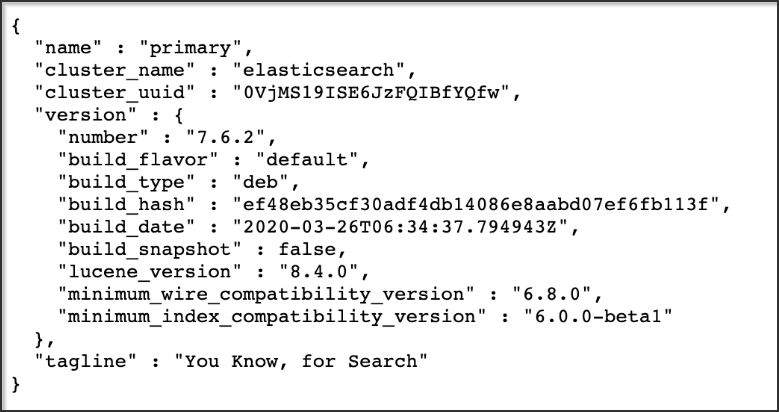 {
  "name" : "primary",
  "cluster_name" : "elasticsearch",
  "cluster_uuid" : "0VjMS19ISE6JzFQIBfYQfw",
  "version" : {
    "number" : "7.6.2",
    "build_flavor" : "default",
    "build_type" : "deb",
    "build_hash" : "ef48eb35cf30adf4db14086e8aabd07ef6fb113f",
    "build_date" : "2020-03-26T06:34:37.794943Z",
    "build_snapshot" : false,
    "lucene_version" : "8.4.0",
    "minimum_wire_compatibility_version" : "6.8.0",
    "minimum_index_compatibility_version" : "6.0.0-beta1"
  },
  "tagline" : "You Know, for Search"
}